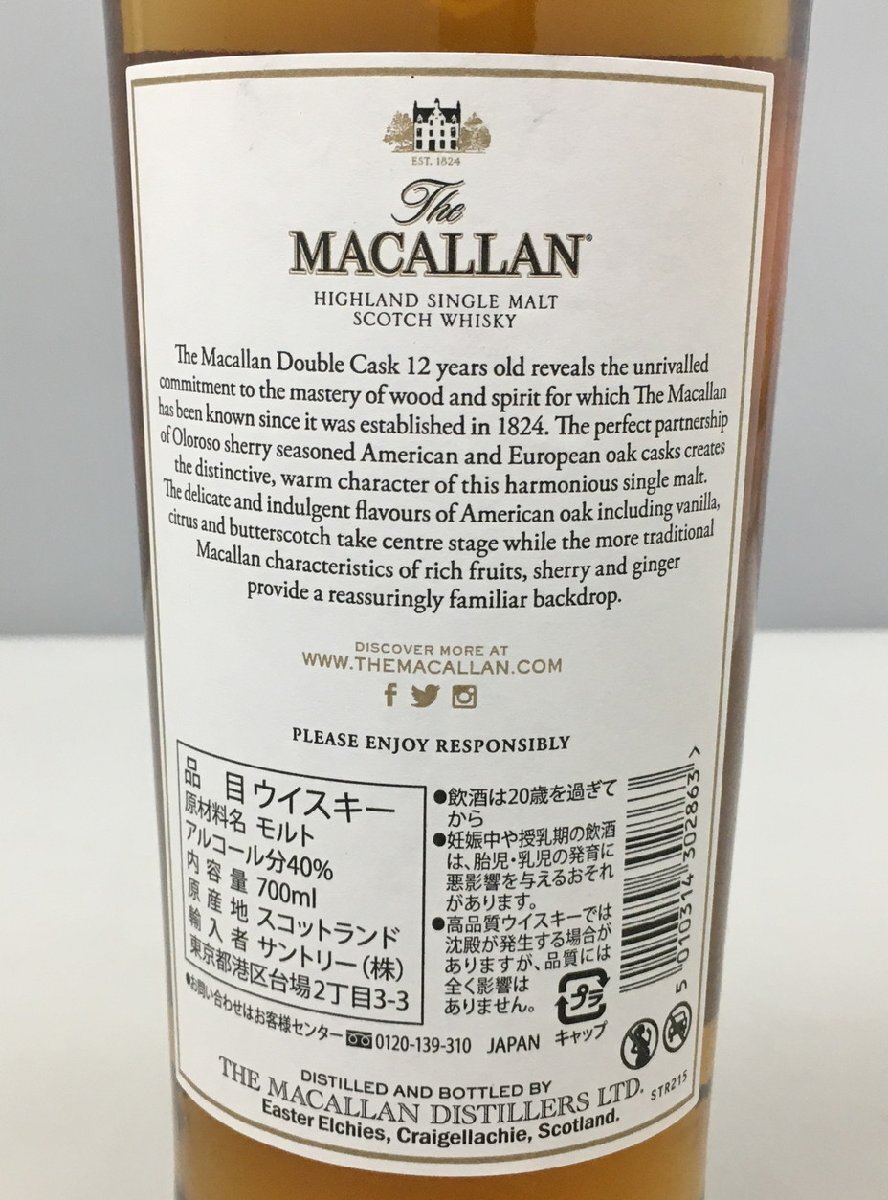 EST. 1824
The
MACALLAN®
HIGHLAND SINGLE MALT
SCOTCH WHISKY
The Macallan Double Cask 12 years old reveals the unrivalled
commitment to the mastery of wood and spirit for which The Macallan
has been known since it was established in 1824. The perfect partnership
of Oloroso sherry seasoned American and European oak casks creates
the distinctive, warm character of this harmonious single malt.
The delicate and indulgent flavours of American oak including vanilla,
citrus and butterscotch take centre stage while the more traditional
Macallan characteristics of rich fruits, sherry and ginger
provide a reassuringly familiar backdrop.
DISCOVER MORE AT
WWW.THEMACALLAN.COM
PLEASE ENJOY RESPONSIBLY
品目 ウイスキー
原材料名 モルト
アルコール分40%
内容量 700ml
原産地 スコットランド
輸入者 サントリー(株)
東京都港区台場2丁目3-3
●飲酒は20歳を過ぎて
から
●妊娠中や授乳期の飲酒
は、胎児・乳児の発育に
悪影響を与えるおそれ
があります。
●高品質ウイスキーでは
沈殿が発生する場合が
ありますが、品質には
全く影響は
ありません。
プラ
キャップ
5 010314 302863 >
●お問い合わせはお客様センター 0120-139-310 JAPAN
DISTILLED AND BOTTLED BY
THE MACALLAN DISTILLERS LTD.
Easter Elchies, Craigellachie, Scotland.
STR215